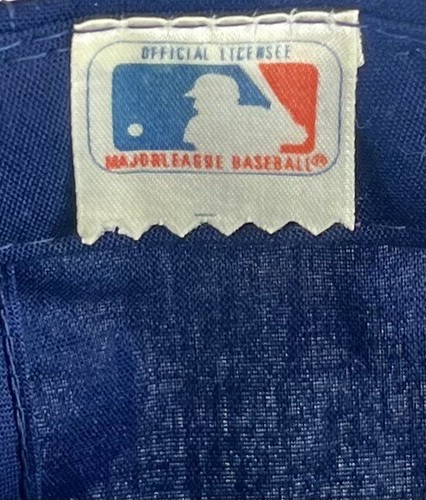 OFFICIAL LICENSEE
MAJOR LEAGUE BASEBALL®